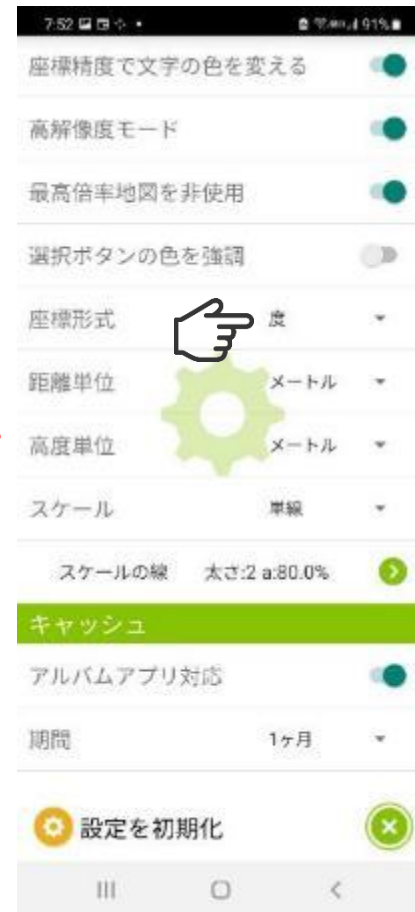 7:52
91%
座標精度で文字の色を変える
高解像度モード
最高倍率地図を非使用
選択ボタンの色を強調
座標形式 度
距離単位 メートル
高度単位 メートル
スケール 単線
スケールの線 太さ:2 a:80.0%
キャッシュ
アルバムアプリ対応
期間 1ヶ月
設定を初期化